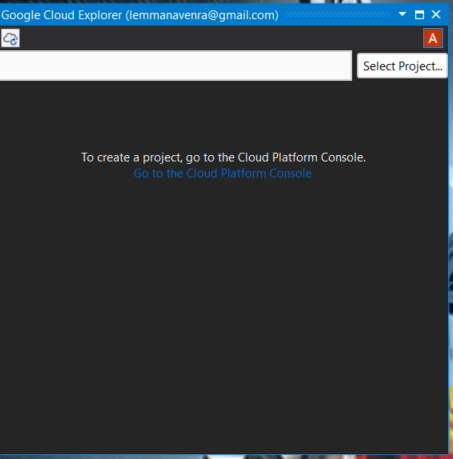 Google Cloud Explorer (lemmanavenra@gmail.com)
A
Select Project...
To create a project, go to the Cloud Platform Console.
Go to the Cloud Platform Console